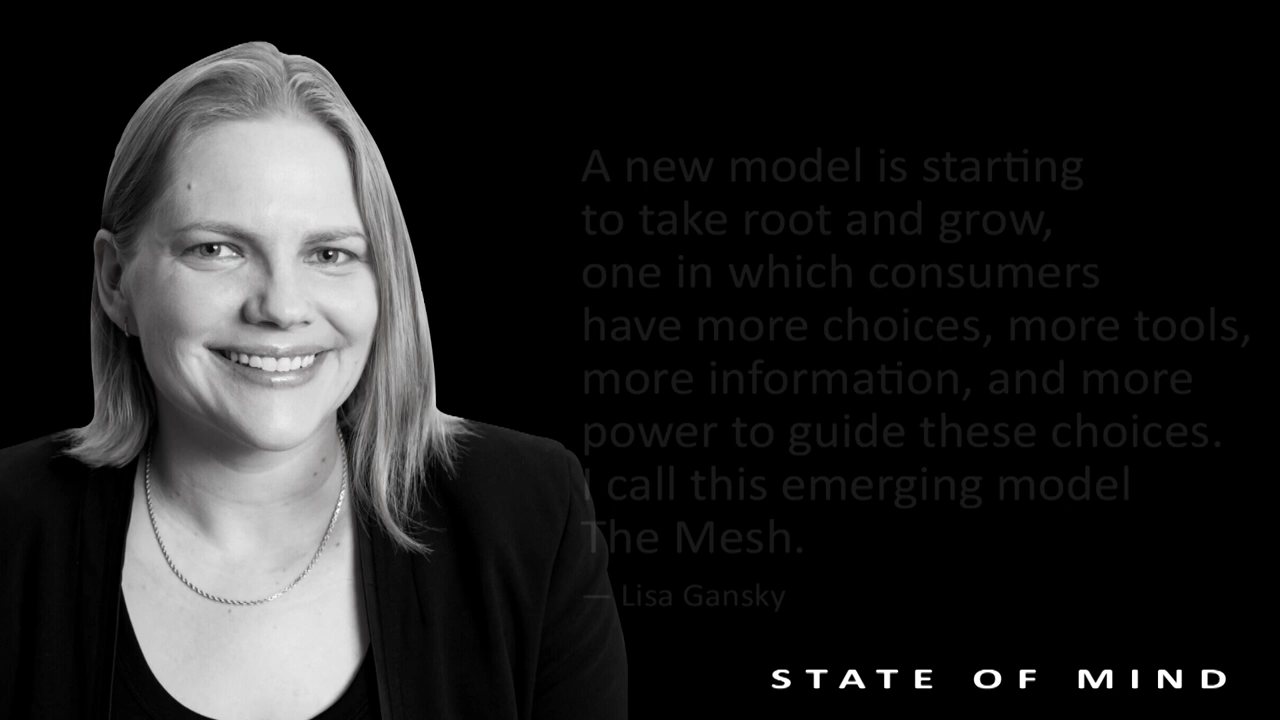 A new model is starting
to take root and grow,
one in which consumers
have more choices, more tools,
more information, and more
power to guide these choices.
I call this emerging model
The Mesh.
— Lisa Gansky
STATE OF MIND